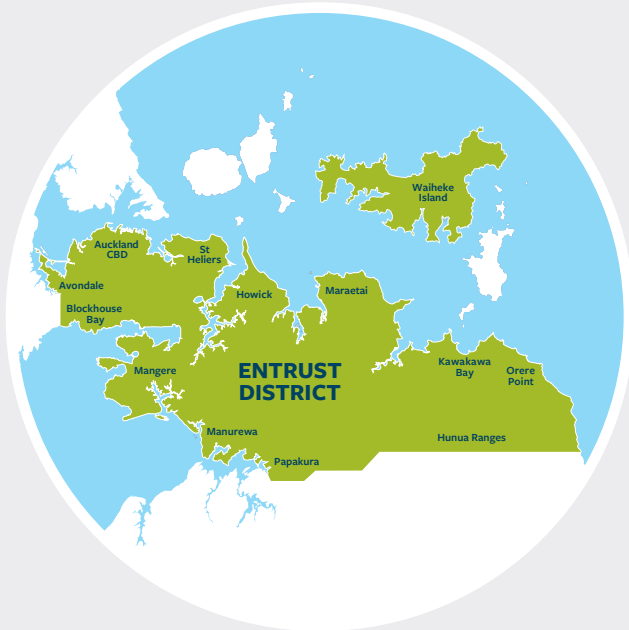 Waiheke
Island
Auckland
CBD
St
Heliers
Avondale
Howick
Maraetai
Blockhouse
Bay
Mangere
ENTRUST
DISTRICT
Kawakawa
Bay
Orere
Point
Manurewa
Hunua Ranges
Papakura